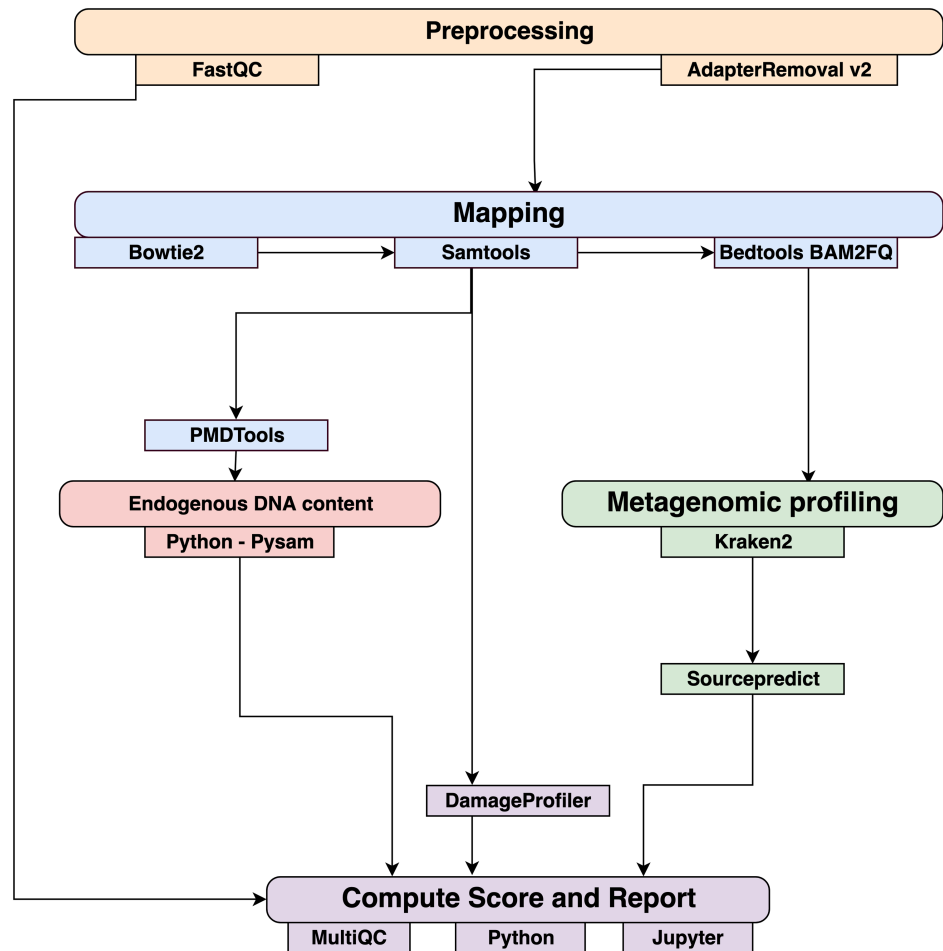 Preprocessing
FastQC
AdapterRemoval v2
Mapping
Bowtie2
Samtools
Bedtools BAM2FQ
PMDTools
Endogenous DNA content
Python - Pysam
Metagenomic profiling
Kraken2
Sourcepredict
DamageProfiler
Compute Score and Report
MultiQC
Python
Jupyter